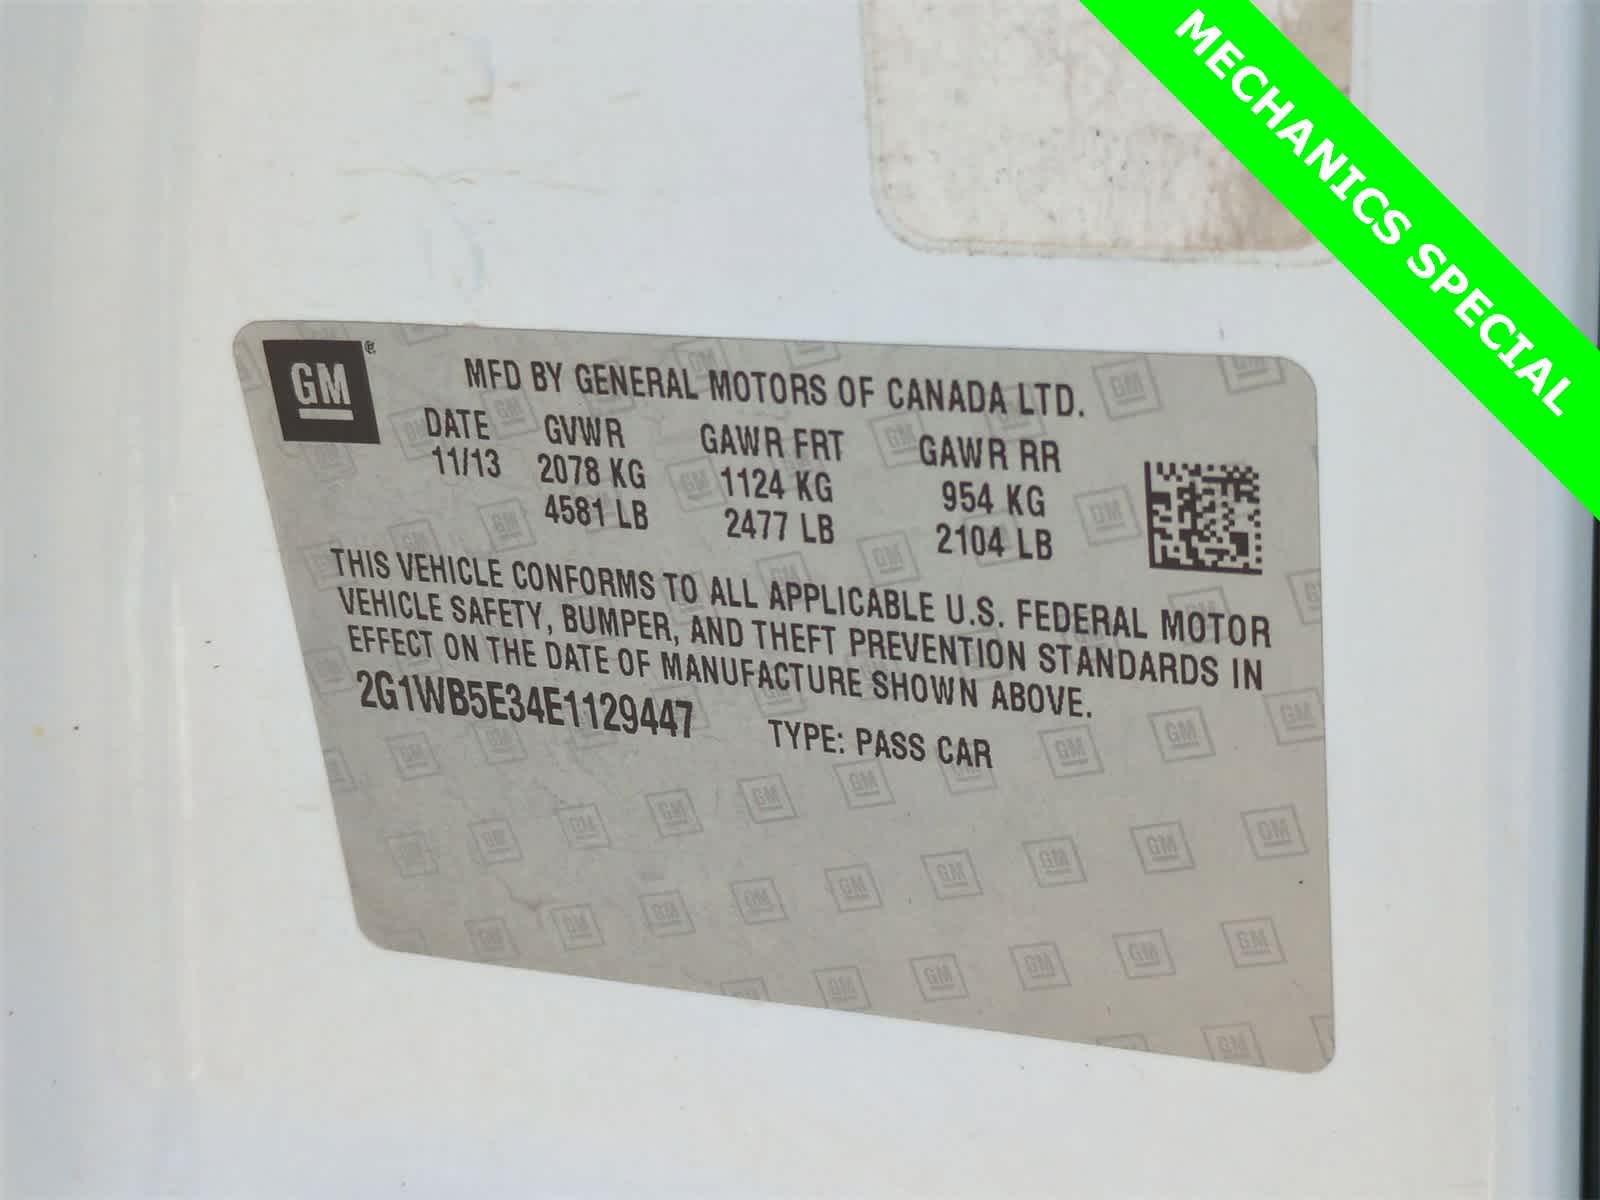 MECHANICS SPECIAL
GM®
MFD BY GENERAL MOTORS OF CANADA LTD.
DATE GVWR GAWR FRT GAWR RR
11/13 2078 KG 1124 KG 954 KG
4581 LB 2477 LB 2104 LB
THIS VEHICLE CONFORMS TO ALL APPLICABLE U.S. FEDERAL MOTOR
VEHICLE SAFETY, BUMPER, AND THEFT PREVENTION STANDARDS IN
EFFECT ON THE DATE OF MANUFACTURE SHOWN ABOVE.
2G1WB5E34E1129447 TYPE: PASS CAR